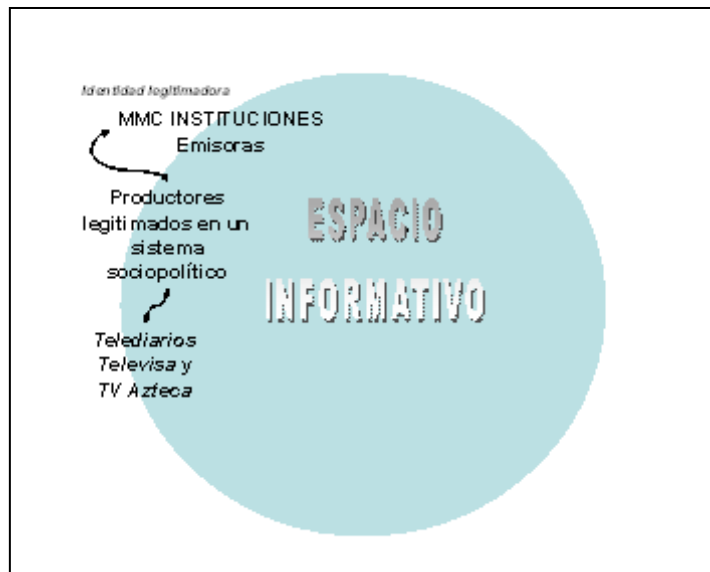 Identidad legitimadora
MMC INSTITUCIONES
Emisoras
Productores
legitimados en un
sistema
sociopolítico
Telediarios
Televisa y
TV Azteca
ESPACIO
INFORMATIVO